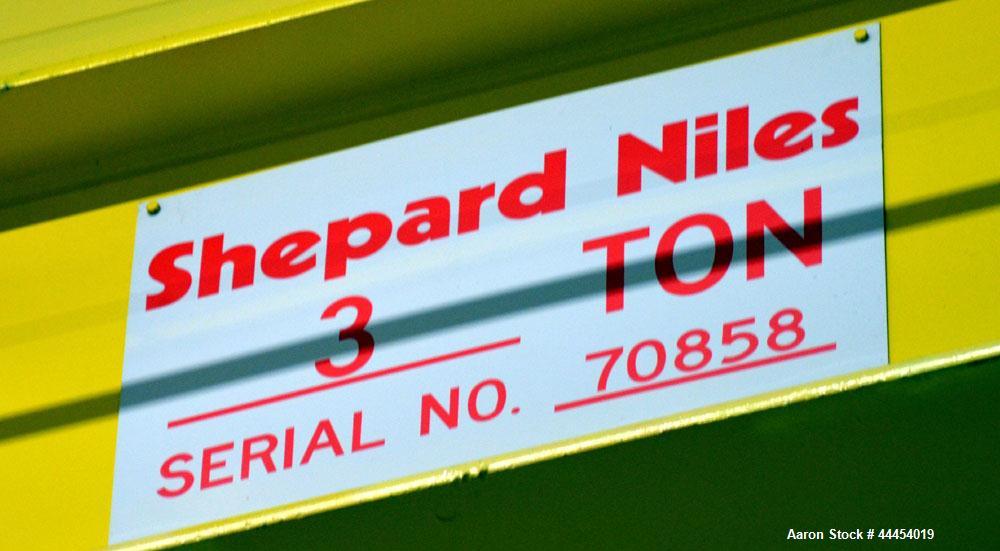 Shepard Niles
3 TON
SERIAL NO. 70858
Aaron Stock # 44454019